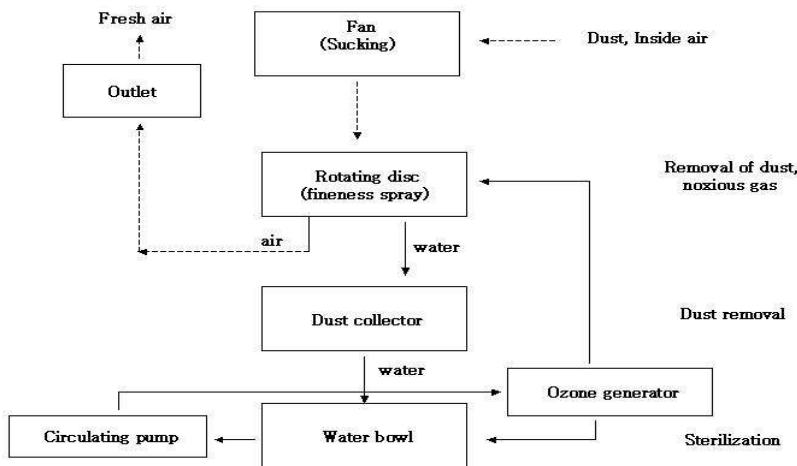 Fresh air
Fan
(Sucking)
Dust, Inside air
Outlet
Rotating disc
(fineness spray)
Removal of dust,
noxious gas
air
water
Dust collector
Dust removal
water
Ozone generator
Circulating pump
Water bowl
Sterilization